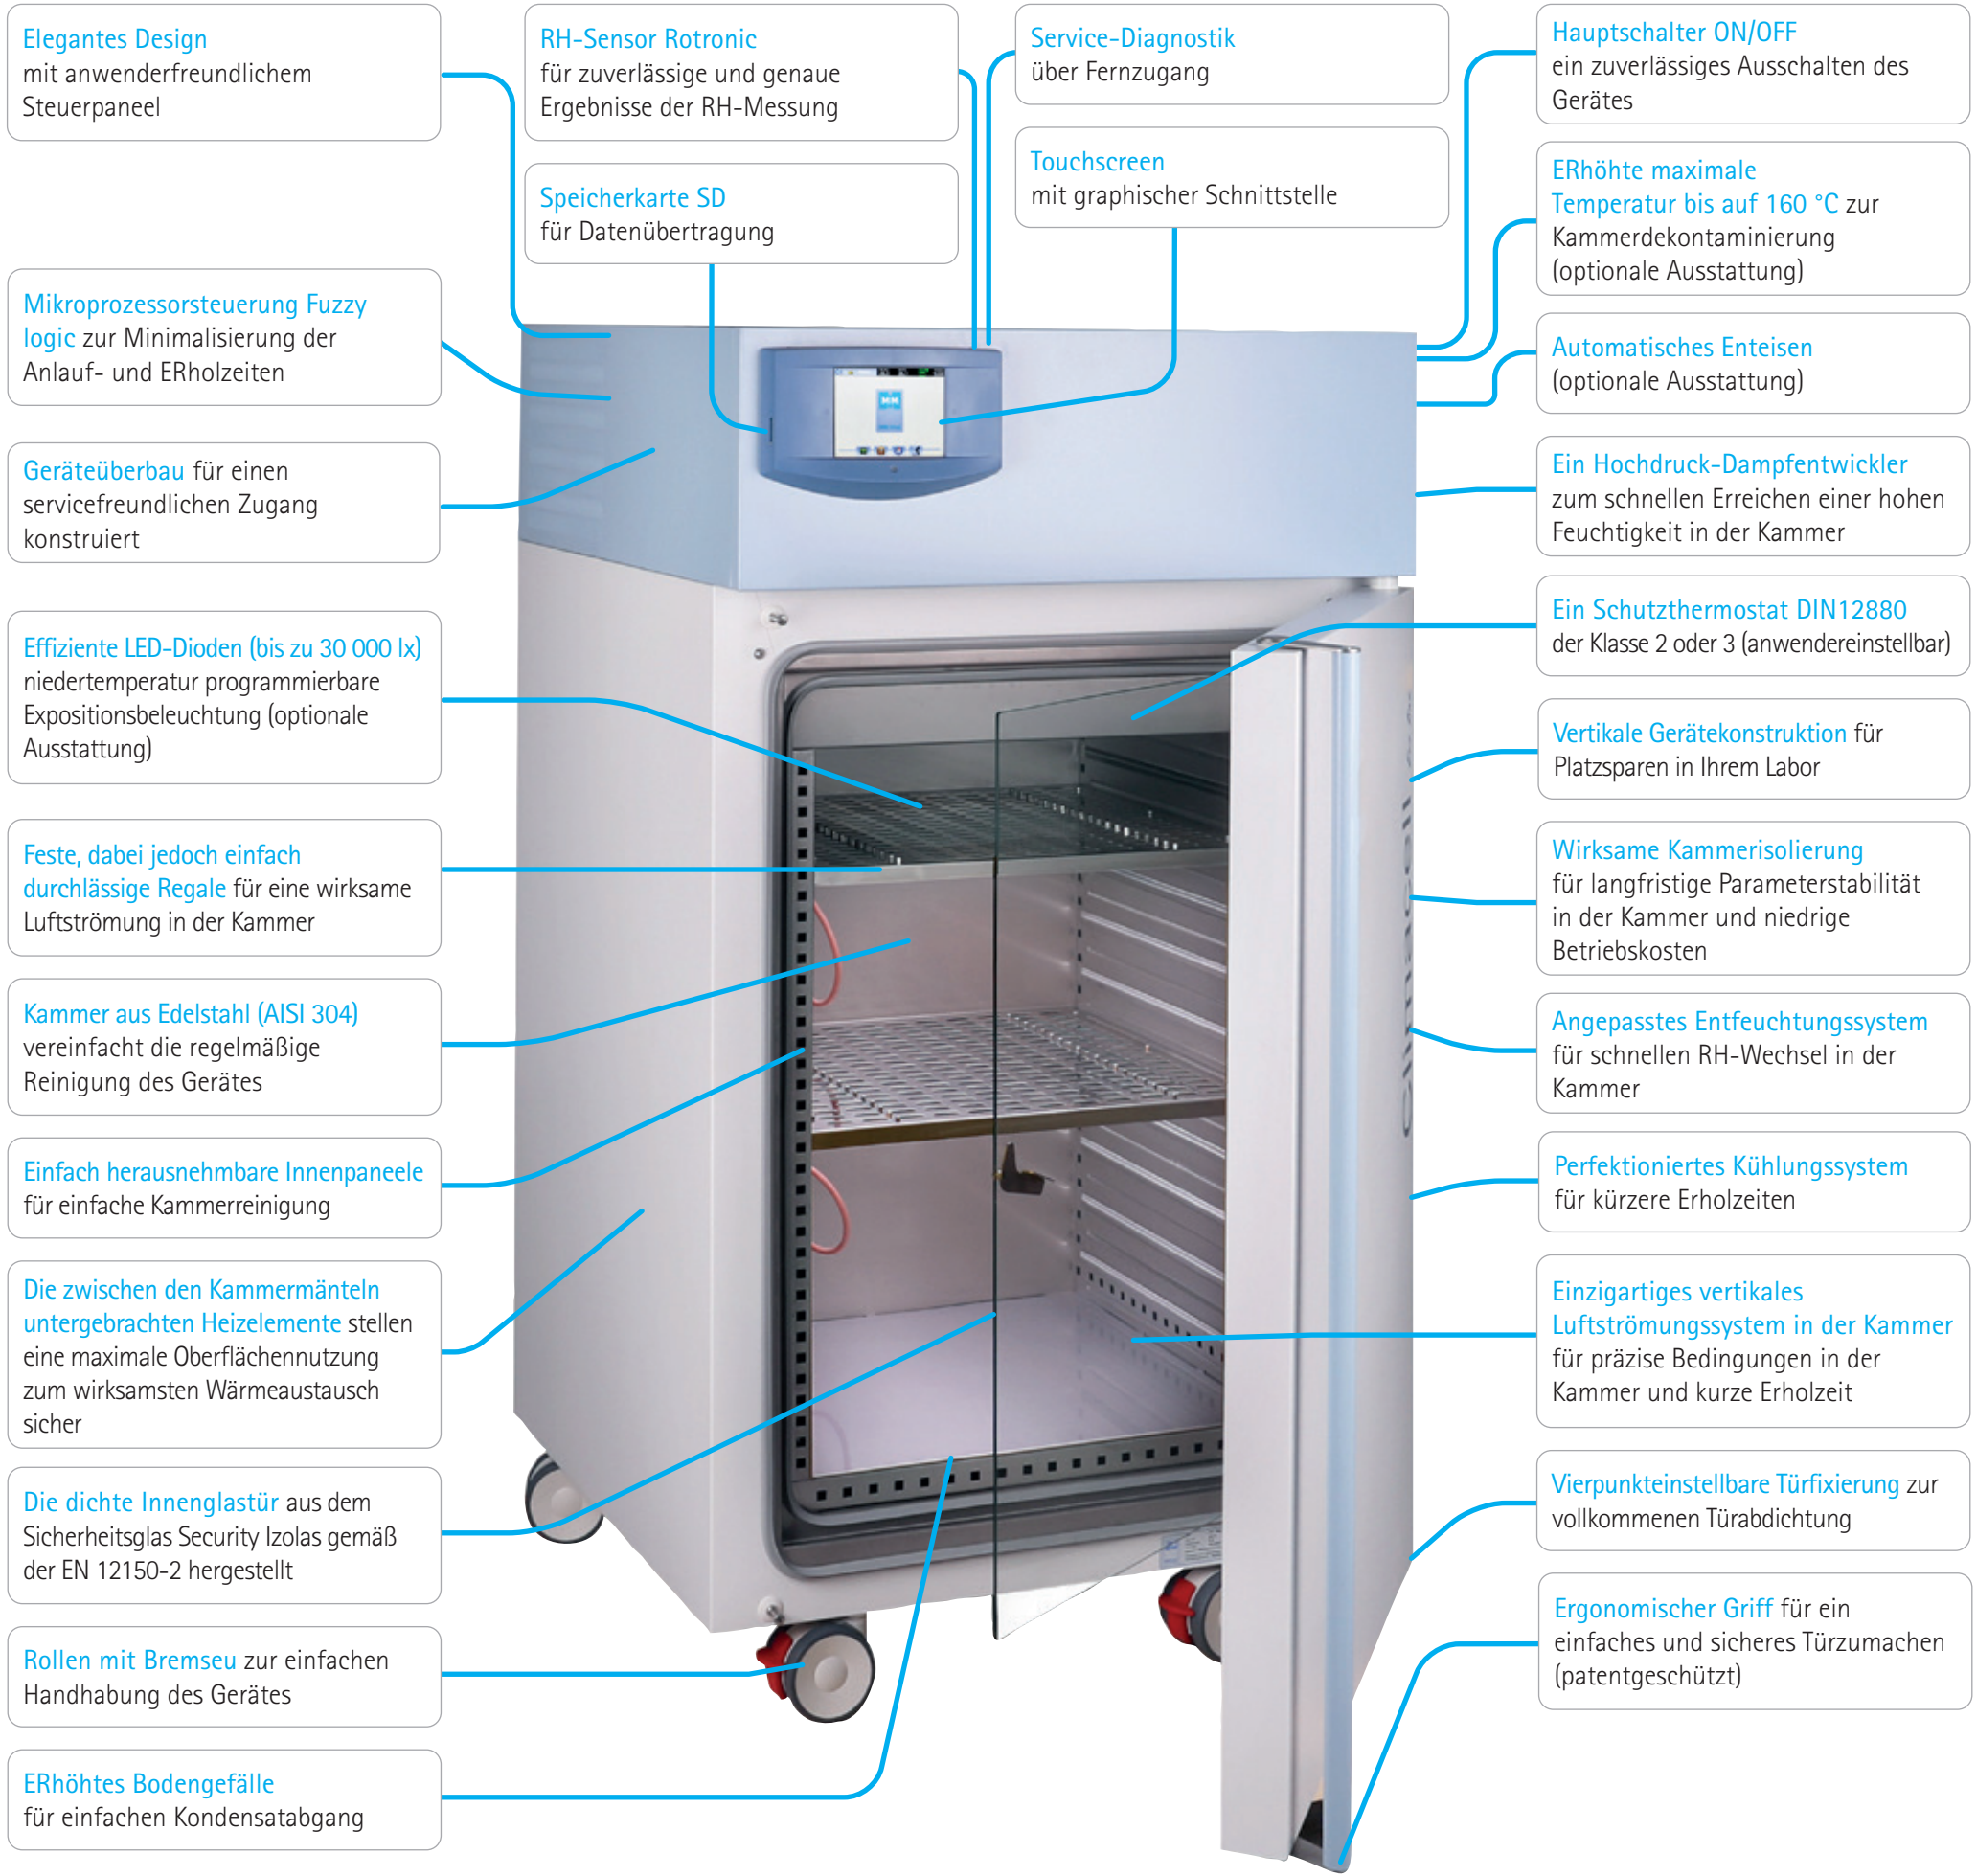 Elegantes Design
mit anwenderfreundlichem
Steuerpaneel
RH-Sensor Rotronic
für zuverlässige und genaue
Ergebnisse der RH-Messung
Service-Diagnostik
über Fernzugang
Hauptschalter ON/OFF
ein zuverlässiges Ausschalten des
Gerätes
Speicherkarte SD
für Datenübertragung
Touchscreen
mit graphischer Schnittstelle
ERhöhte maximale
Temperatur bis auf 160 °C zur
Kammerdekontaminierung
(optionale Ausstattung)
Mikroprozessorsteuerung Fuzzy
logic zur Minimalisierung der
Anlauf- und ERholzeiten
Automatisches Enteisen
(optionale Ausstattung)
Geräteüberbau für einen
servicefreundlichen Zugang
konstruiert
Ein Hochdruck-Dampfentwickler
zum schnellen Erreichen einer hohen
Feuchtigkeit in der Kammer
Ein Schutzthermostat DIN12880
der Klasse 2 oder 3 (anwendereinstellbar)
Effiziente LED-Dioden (bis zu 30 000 lx)
niedertemperatur programmierbare
Expositionsbeleuchtung (optionale
Ausstattung)
Vertikale Gerätekonstruktion für
Platzsparen in Ihrem Labor
Feste, dabei jedoch einfach
durchlässige Regale für eine wirksame
Luftströmung in der Kammer
Wirksame Kammerisolierung
für langfristige Parameterstabilität
in der Kammer und niedrige
Betriebskosten
Kammer aus Edelstahl (AISI 304)
vereinfacht die regelmäßige
Reinigung des Gerätes
Angepasstes Entfeuchtungssystem
für schnellen RH-Wechsel in der
Kammer
Einfach herausnehmbare Innenpaneele
für einfache Kammerreinigung
Perfektioniertes Kühlungssystem
für kürzere Erholzeiten
Die zwischen den Kammermänteln
untergebrachten Heizelemente stellen
eine maximale Oberflächennutzung
zum wirksamsten Wärmeaustausch
sicher
Einzigartiges vertikales
Luftströmungssystem in der Kammer
für präzise Bedingungen in der
Kammer und kurze Erholzeit
Die dichte Innenglastür aus dem
Sicherheitsglas Security Izolas gemäß
der EN 12150-2 hergestellt
Vierpunkteinstellbare Türfixierung zur
vollkommenen Türabdichtung
Rollen mit Bremseu zur einfachen
Handhabung des Gerätes
Ergonomischer Griff für ein
einfaches und sicheres Türzumachen
(patentgeschützt)
ERhöhtes Bodengefälle
für einfachen Kondensatabgang
MM
climacell